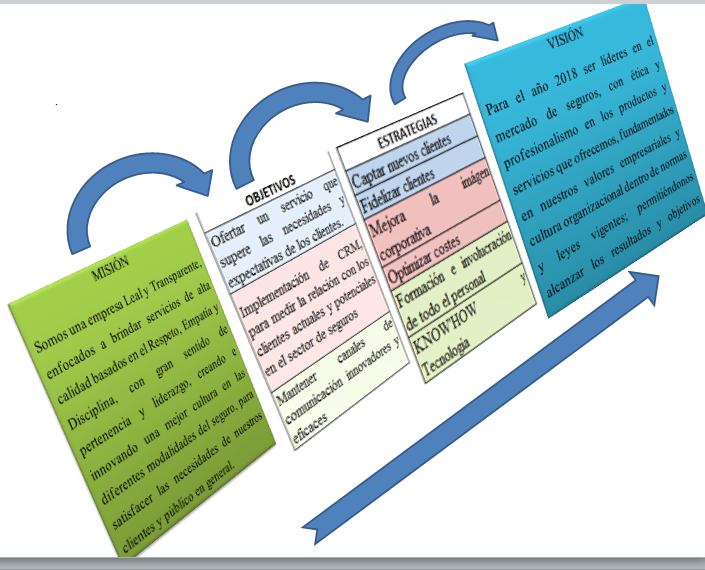 MISIÓN
Somos una empresa Leal y Transparente,
enfocados a brindar servicios de alta
calidad basados en el Respeto, Empatía y
Disciplina, con gran sentido de
pertenencia y liderazgo, creando e
innovando una mejor cultura en las
diferentes modalidades del seguro, para
satisfacer las necesidades de nuestros
clientes y público en general.
OBJETIVOS
Ofertar un servicio que
supere las necesidades y
expectativas de los clientes.
Implementación de CRM,
para medir la relación con los
clientes actuales y potenciales
en el sector de seguros
Mantener canales de
comunicación innovadores y
eficaces
ESTRATEGIAS
Captar nuevos clientes
Fidelizar clientes
Mejora la imágen
corporativa
Optimizar costes
Formación e involucración
de todo el personal
KNOW'HOW y
Tecnologia
VISIÓN
Para el año 2018 ser líderes en el
mercado de seguros, con ética y
profesionalismo en los productos y
servicios que ofrecemos, fundamentados
en nuestros valores empresariales y
cultura organizacional dentro de normas
y leyes vigentes; permitiéndonos
alcanzar los resultados y objetivos